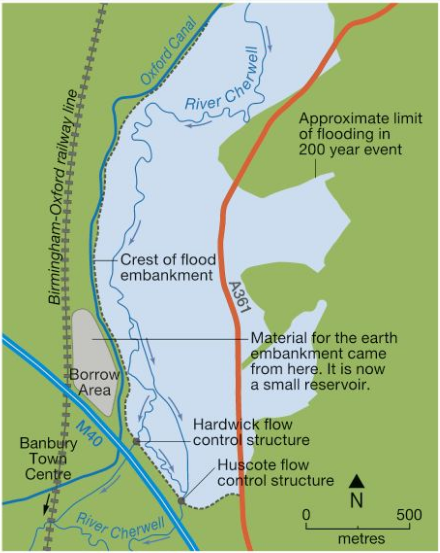 Oxford Canal
River Cherwell
Birmingham-Oxford railway line
Approximate limit
of flooding in
200 year event
Crest of flood
embankment
A361
Material for the earth
embankment came
from here. It is now
a small reservoir.
Borrow
Area
M40
Hardwick flow
control structure
Banbury
Town
Centre
Huscote flow
control structure
N
River Cherwell
0 500
metres